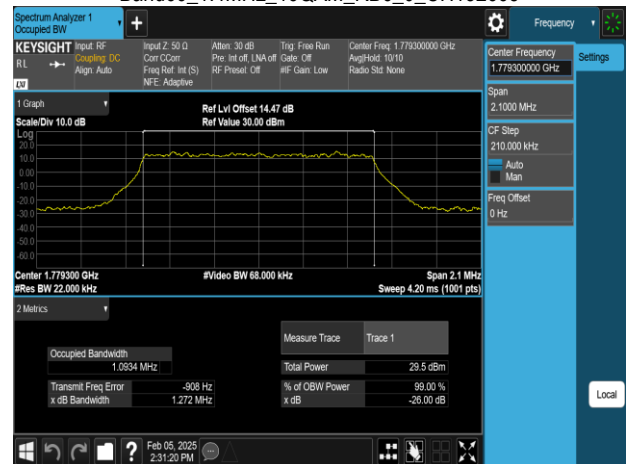 Spectrum Analyzer 1
Occupied BW
+
Frequency
KEYSIGHT
RL
LXI
Input: RF
Coupling: DC
Align: Auto
Input Z: 50 Ω
Corr CCorr
Freq Ref: Int (S)
NFE: Adaptive
Atten: 30 dB
Pre: Int off, LNA off
RF Preset: Off
Trig: Free Run
Gate: Off
#IF Gain: Low
Center Freq: 1.779300000 GHz
Avg|Hold: 10/10
Radio Std: None
Center Frequency
1.779300000 GHz
Settings
Span
2.1000 MHz
CF Step
210.000 kHz
Auto
Man
Freq Offset
0 Hz
Local
1 Graph
Scale/Div 10.0 dB
Ref Lvl Offset 14.47 dB
Ref Value 30.00 dBm
Log
20.0
10.0
0.00
-10.0
-20.0
-30.0
-40.0
-50.0
-60.0
Center 1.779300 GHz
#Video BW 68.000 kHz
Span 2.1 MHz
#Res BW 22.000 kHz
Sweep 4.20 ms (1001 pts)
2 Metrics
Measure Trace
Trace 1
Occupied Bandwidth
1.0934 MHz
Total Power
29.5 dBm
Transmit Freq Error
-908 Hz
% of OBW Power
99.00 %
x dB Bandwidth
1.272 MHz
x dB
-26.00 dB
?
Feb 05, 2025
2:31:20 PM